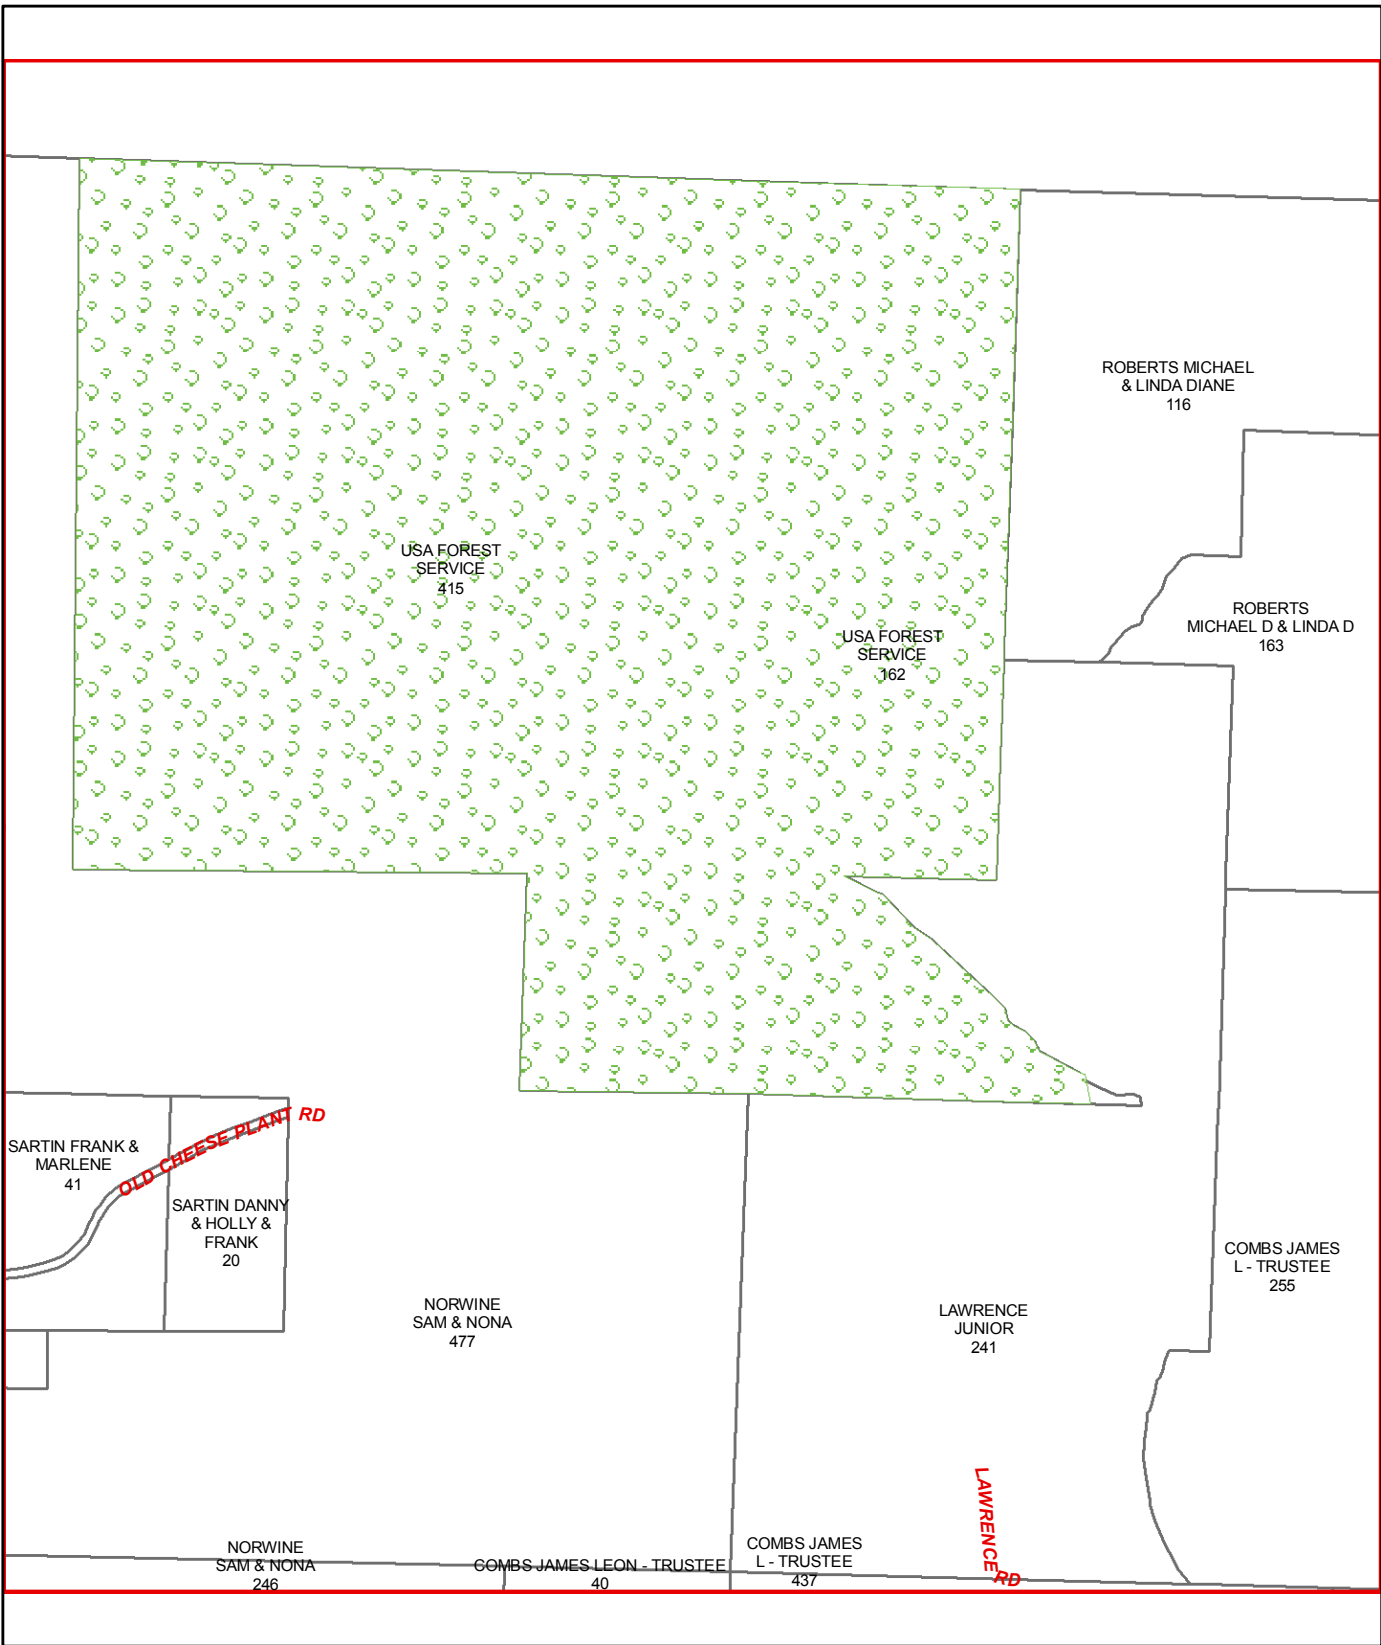 ROBERTS MICHAEL
& LINDA DIANE
116
USA FOREST
SERVICE
415
ROBERTS
MICHAEL D & LINDA D
163
USA FOREST
SERVICE
162
OLD CHEESE PLANT RD
SARTIN FRANK &
MARLENE
41
SARTIN DANNY
& HOLLY &
FRANK
20
COMBS JAMES
L - TRUSTEE
255
NORWINE
SAM & NONA
477
LAWRENCE
JUNIOR
241
LAWRENCE RD
NORWINE
SAM & NONA
246
COMBS JAMES LEON - TRUSTEE
40
COMBS JAMES
L - TRUSTEE
437